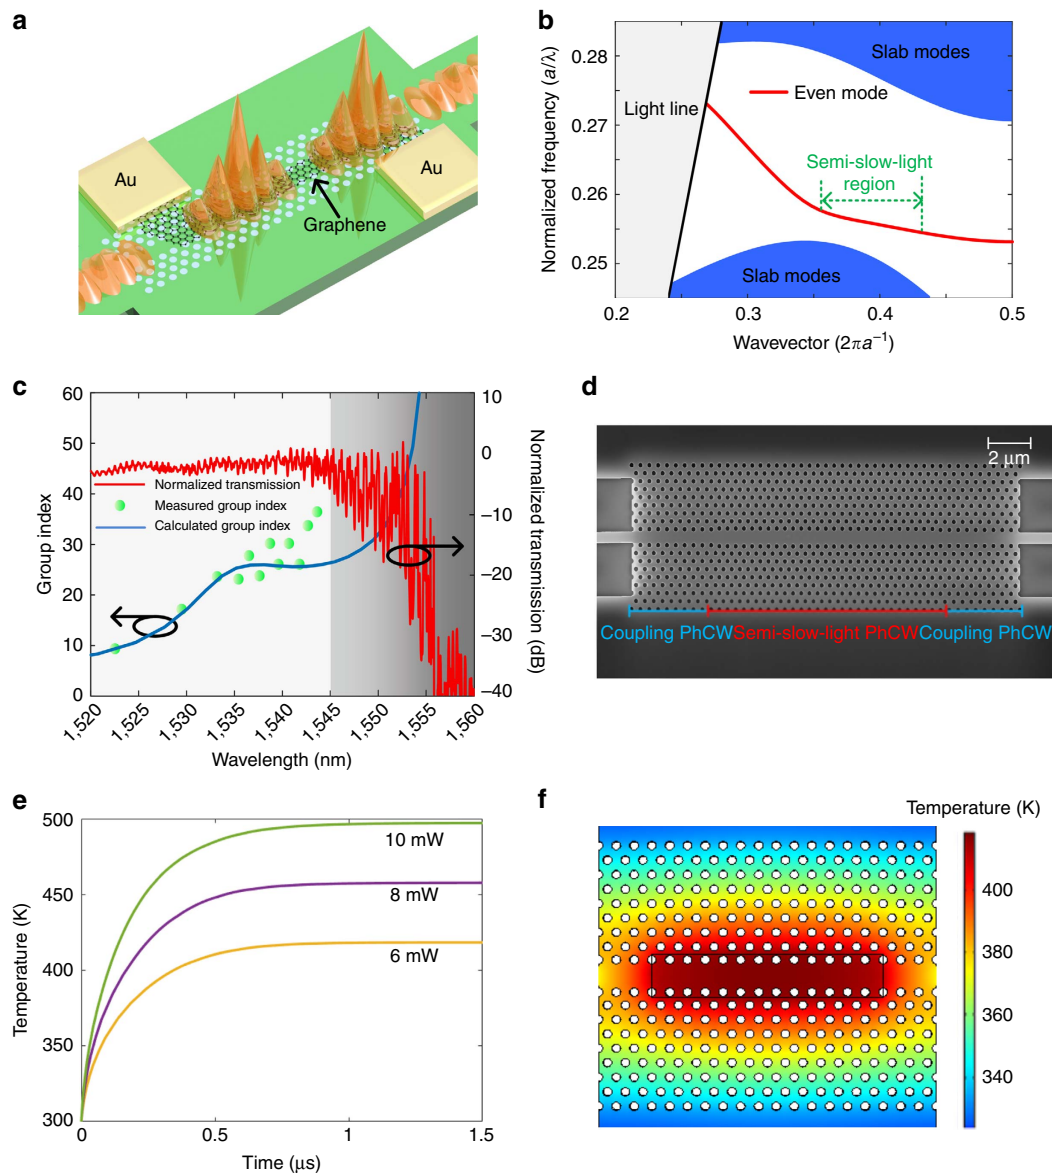 a
Au
Au
Graphene
b
Normalized frequency (a/λ)
0.28
0.27
0.26
0.25
Slab modes
Light line
Even mode
Semi-slow-light
region
Slab modes
0.2
0.3
0.4
0.5
Wavevector (2πa⁻¹)
c
Group index
60
50
40
30
20
10
0
Normalized transmission
Measured group index
Calculated group index
10
0
−10
−20
−30
−40
Normalized transmission (dB)
1,520
1,525
1,530
1,535
1,540
1,545
1,550
1,555
1,560
Wavelength (nm)
d
2 μm
Coupling PhCW
Semi-slow-light PhCW
Coupling PhCW
e
Temperature (K)
500
450
400
350
300
10 mW
8 mW
6 mW
0
0.5
1
1.5
Time (μs)
f
Temperature (K)
400
380
360
340